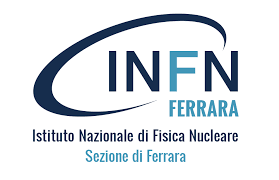 INFN
FERRARA
Istituto Nazionale di Fisica Nucleare
Sezione di Ferrara